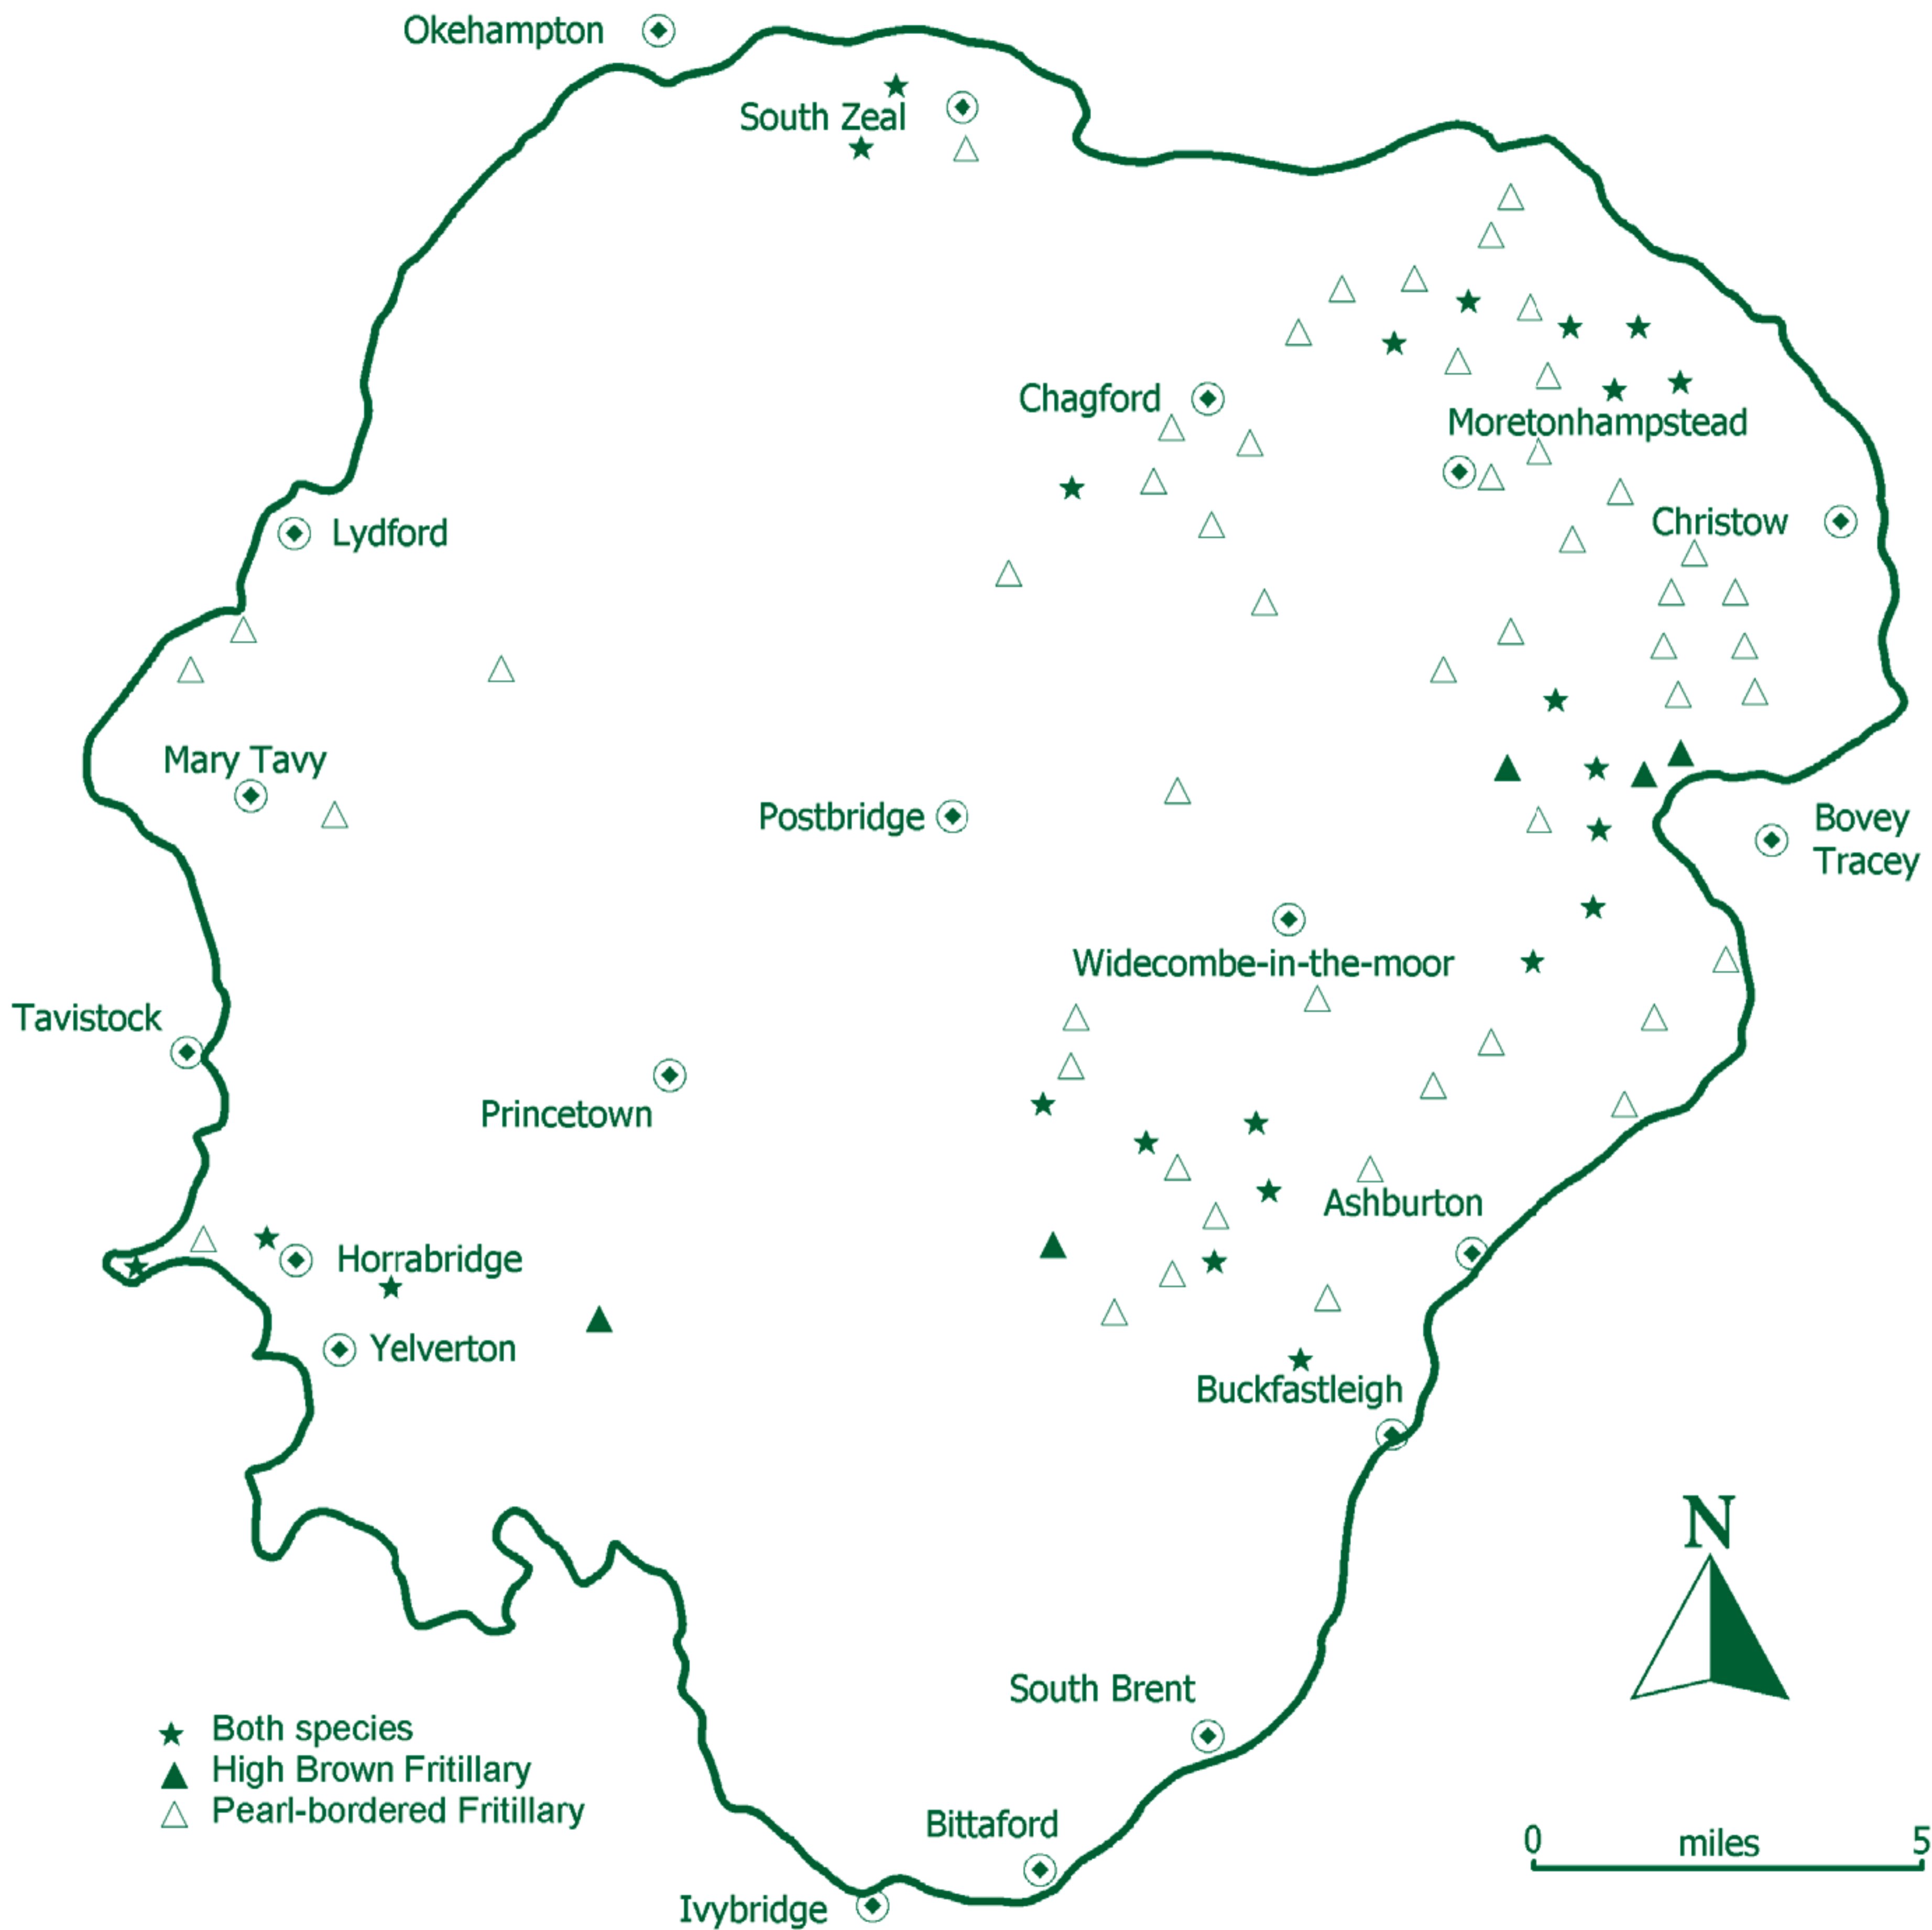 Okehampton
South Zeal
Chagford
Moretonhampstead
Christow
Lydford
Mary Tavy
Postbridge
Bovey
Tracey
Widecombe-in-the-moor
Tavistock
Princetown
Ashburton
Horrabridge
Yelverton
Buckfastleigh
N
South Brent
Both species
High Brown Fritillary
Pearl-bordered Fritillary
Bittaford
0 miles 5
Ivybridge